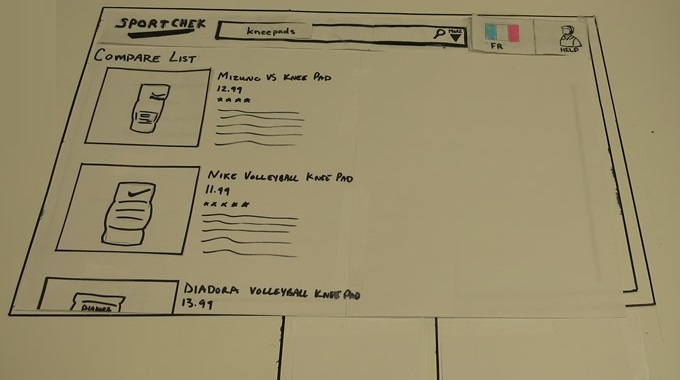 SPORTCHEK
kneepads
MORE
FR
HELP
COMPARE LIST
MIZUNO VS KNEE PAD
12.99
★★★★
NIKE VOLLEYBALL KNEE PAD
11.99
★★★★★
DIADORA VOLLEYBALL KNEE PAD
13.99
DIADORA